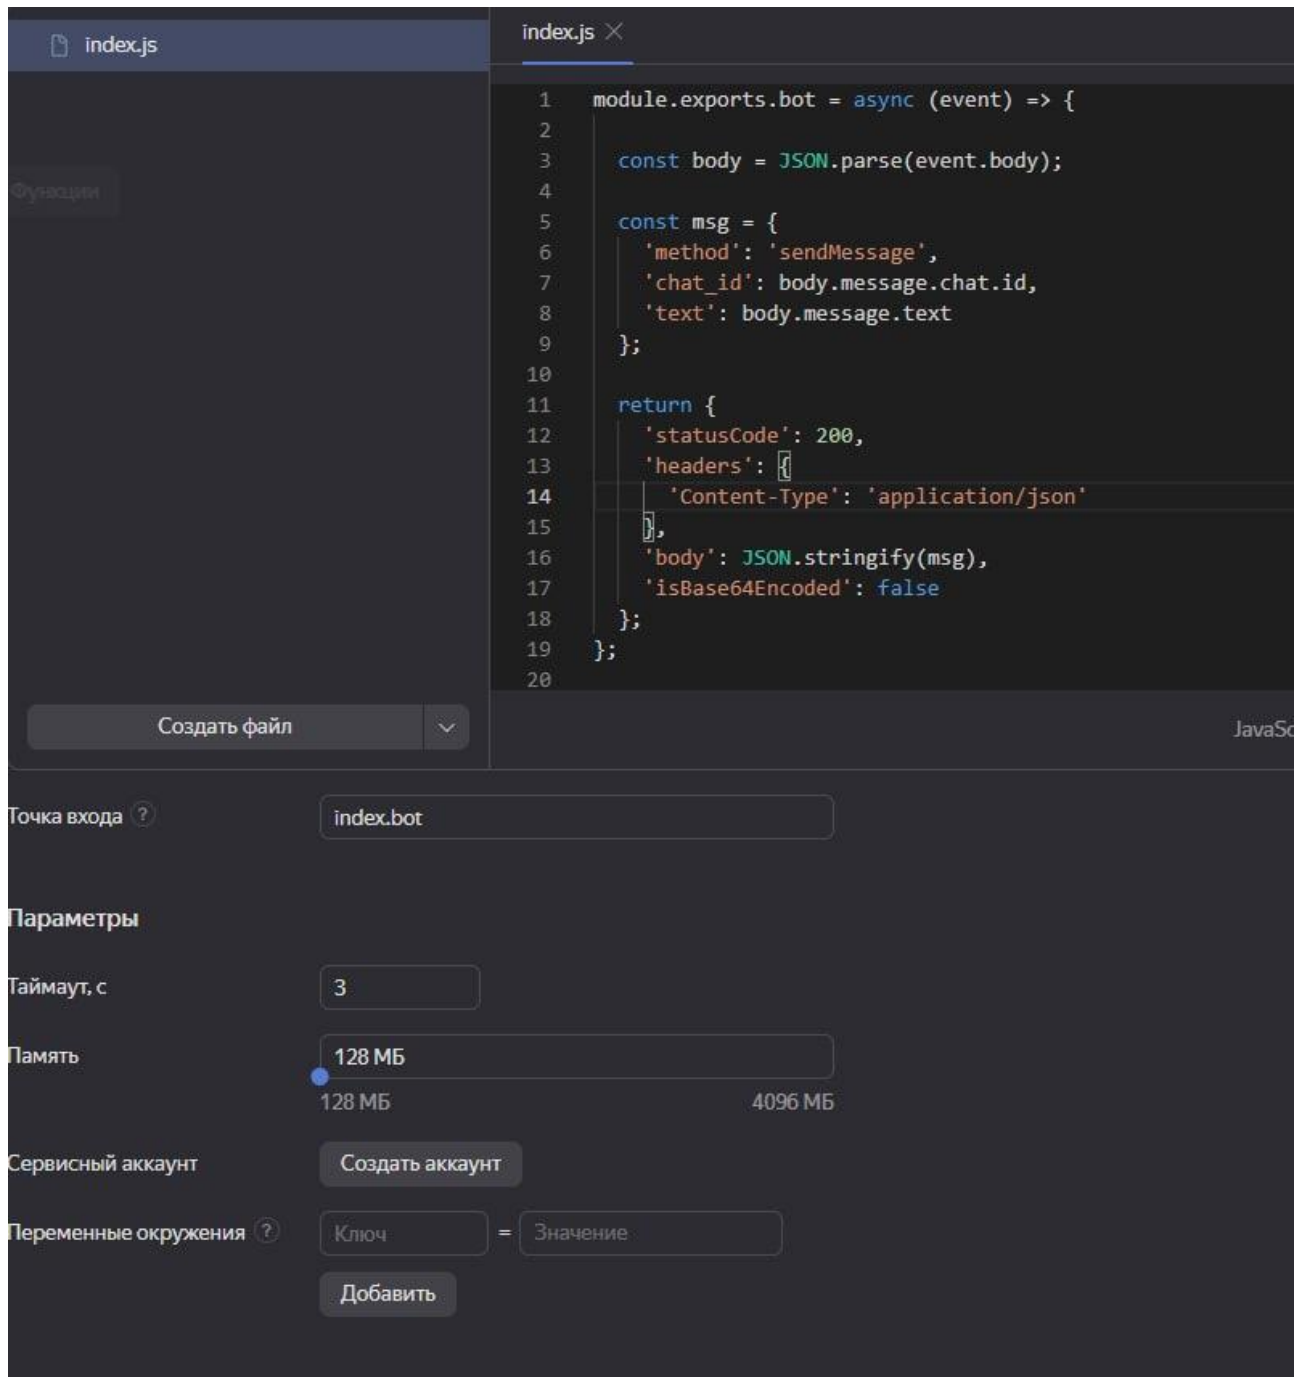 index.js
index.js
1 module.exports.bot = async (event) => {
2
3 const body = JSON.parse(event.body);
4
5 const msg = {
6 'method': 'sendMessage',
7 'chat_id': body.message.chat.id,
8 'text': body.message.text
9 };
10
11 return {
12 'statusCode': 200,
13 'headers': {
14 'Content-Type': 'application/json'
15 },
16 'body': JSON.stringify(msg),
17 'isBase64Encoded': false
18 };
19 };
20
Функции
Создать файл
JavaSc
Точка входа ?
index.bot
Параметры
Таймаут, с
3
Память
128 МБ
128 МБ 4096 МБ
Сервисный аккаунт
Создать аккаунт
Переменные окружения ?
Ключ = Значение
Добавить